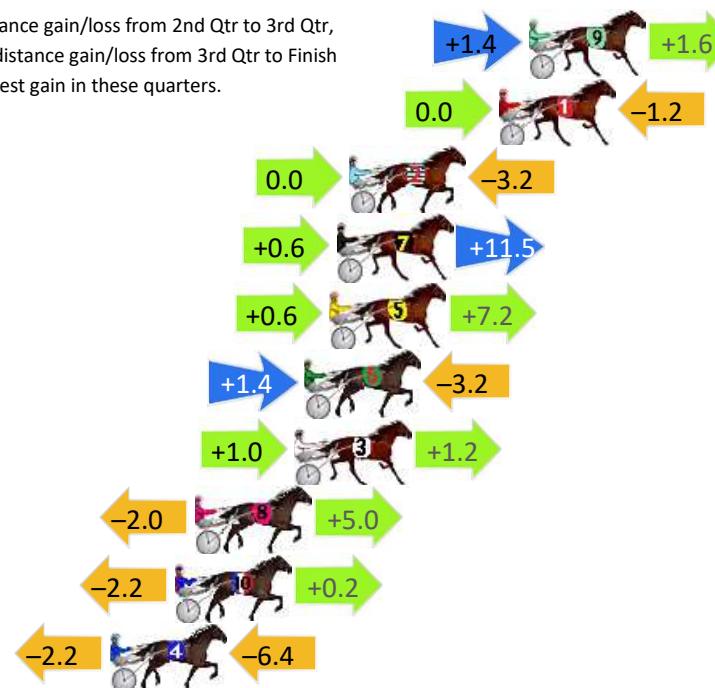 ance gain/loss from 2nd Qtr to 3rd Qtr,
distance gain/loss from 3rd Qtr to Finish
est gain in these quarters.
+1.4 9 +1.6
0.0 1 –1.2
0.0 2 –3.2
+0.6 7 +11.5
+0.6 5 +7.2
+1.4 6 –3.2
+1.0 3 +1.2
–2.0 8 +5.0
–2.2 10 +0.2
–2.2 4 –6.4